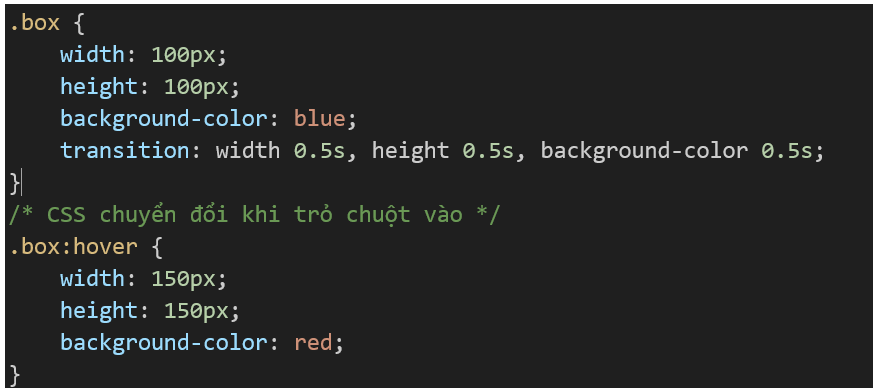 .box {
    width: 100px;
    height: 100px;
    background-color: blue;
    transition: width 0.5s, height 0.5s, background-color 0.5s;
}
/* CSS chuyển đổi khi trỏ chuột vào */
.box:hover {
    width: 150px;
    height: 150px;
    background-color: red;
}